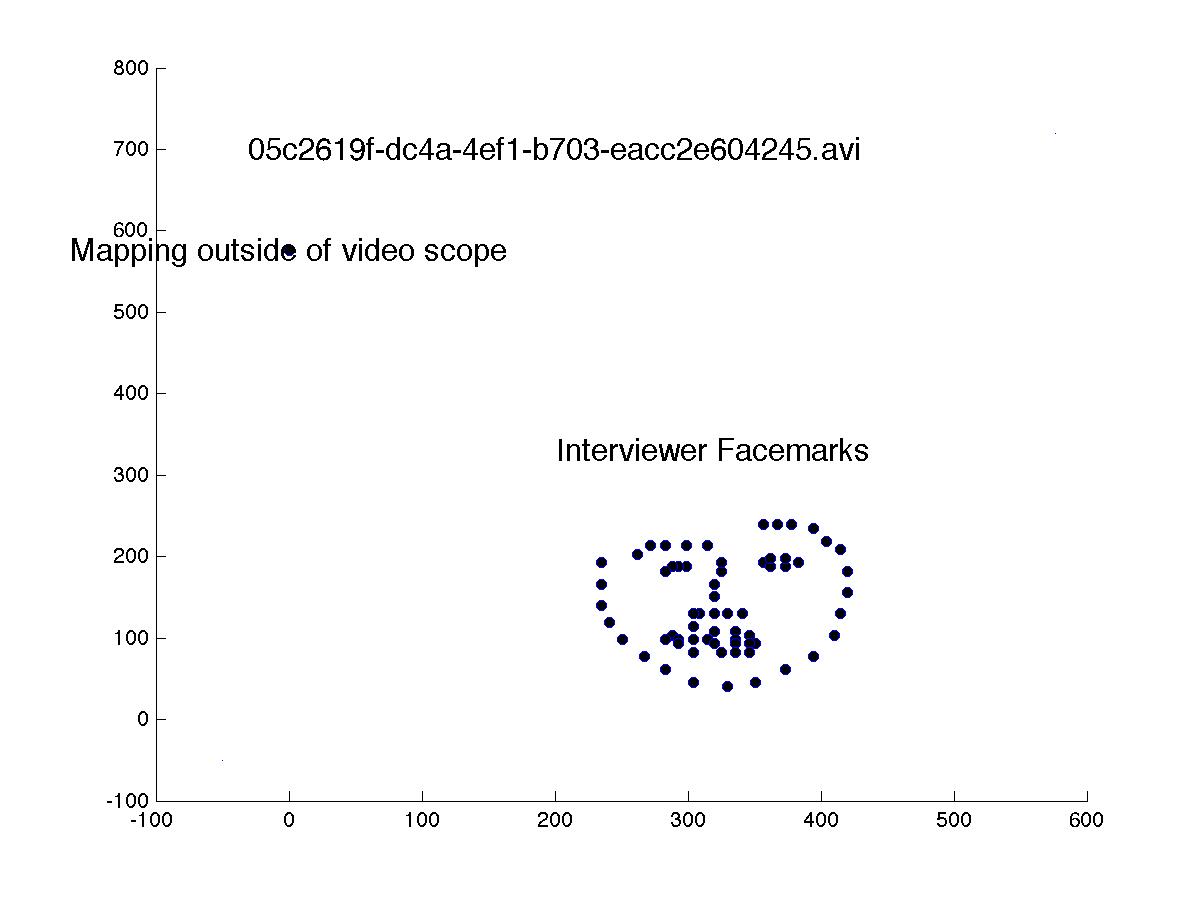 800
700
05c2619f-dc4a-4ef1-b703-eacc2e604245.avi
600
Mapping outside of video scope
500
400
Interviewer Facemarks
300
200
100
0
-100
-100 0 100 200 300 400 500 600